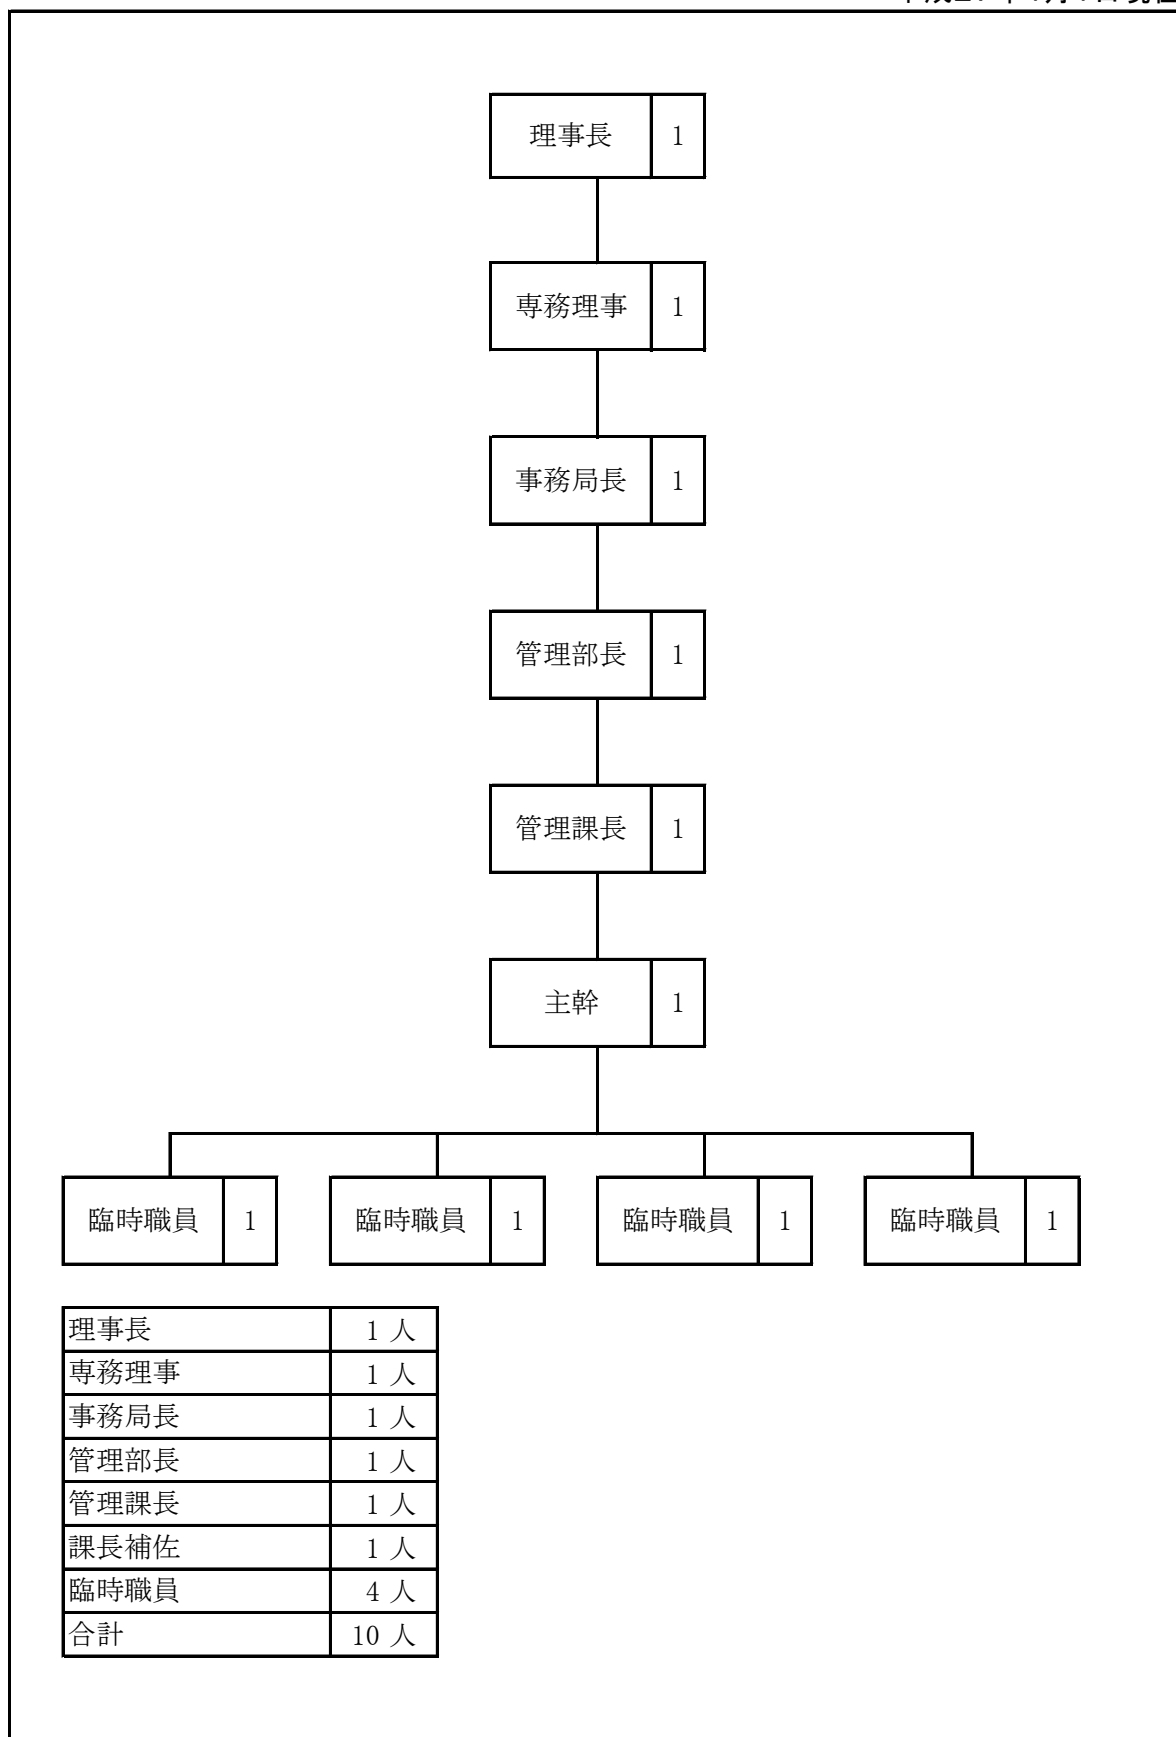 理事長 1
専務理事 1
事務局長 1
管理部長 1
管理課長 1
主幹 1
臨時職員 1 臨時職員 1 臨時職員 1 臨時職員 1
理事長 1 人
専務理事 1 人
事務局長 1 人
管理部長 1 人
管理課長 1 人
課長補佐 1 人
臨時職員 4 人
合計 10 人